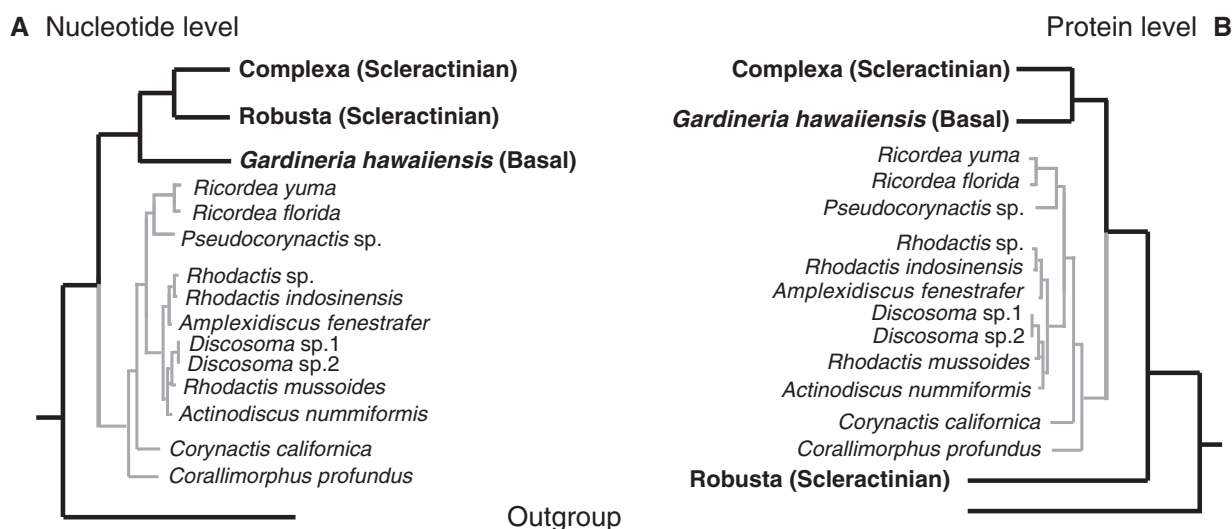 A Nucleotide level
Complexa (Scleractinian)
Robusta (Scleractinian)
Gardineria hawaiiensis (Basal)
Ricordea yuma
Ricordea florida
Pseudocorynactis sp.
Rhodactis sp.
Rhodactis indosinensis
Amplexidiscus fenestrafer
Discosoma sp.1
Discosoma sp.2
Rhodactis mussoides
Actinodiscus nummiformis
Corynactis californica
Corallimorphus profundus
Outgroup
Protein level B
Complexa (Scleractinian)
Gardineria hawaiiensis (Basal)
Ricordea yuma
Ricordea florida
Pseudocorynactis sp.
Rhodactis sp.
Rhodactis indosinensis
Amplexidiscus fenestrafer
Discosoma sp.1
Discosoma sp.2
Rhodactis mussoides
Actinodiscus nummiformis
Corynactis californica
Corallimorphus profundus
Robusta (Scleractinian)